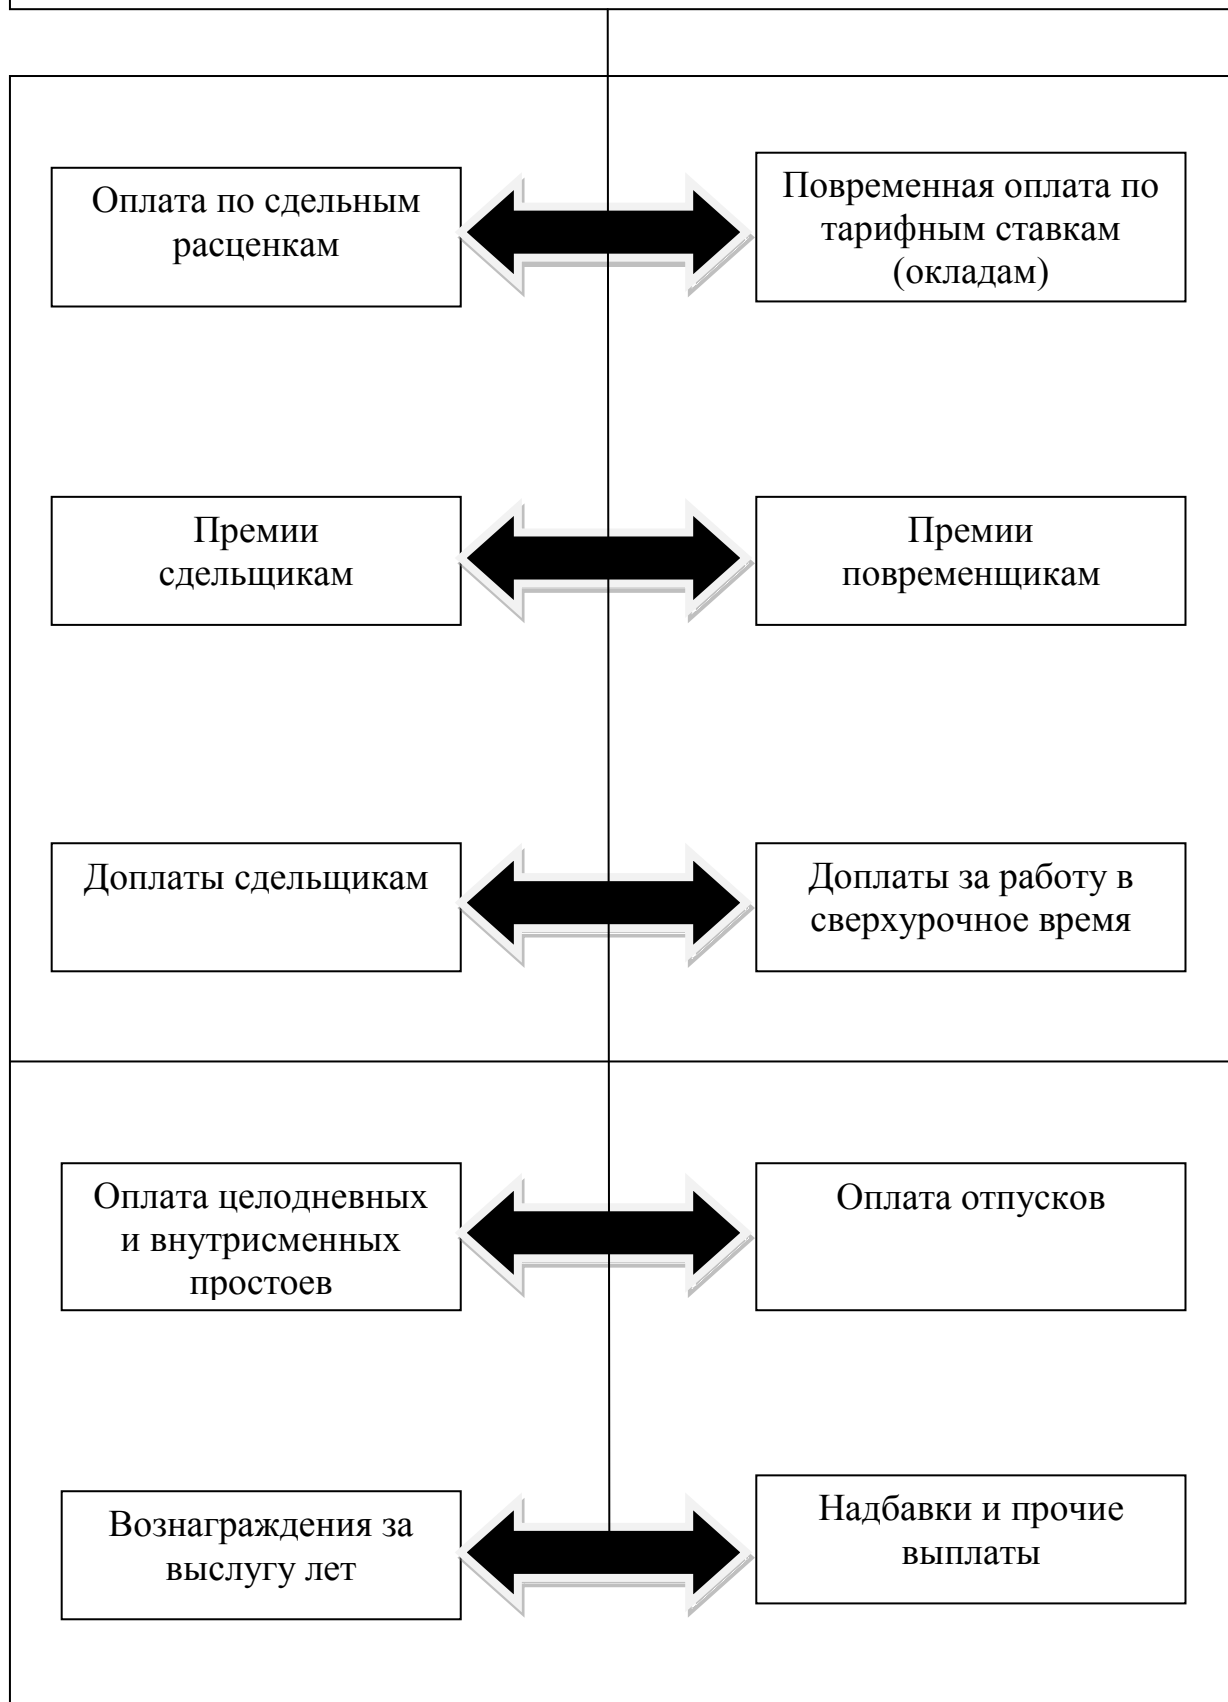 Оплата по сдельным
расценкам
Повременная оплата по
тарифным ставкам
(окладам)
Премии
сдельщикам
Премии
повременщикам
Доплаты сдельщикам
Доплаты за работу в
сверхурочное время
Оплата целодневных
и внутрисменных
простоев
Оплата отпусков
Вознаграждения за
выслугу лет
Надбавки и прочие
выплаты